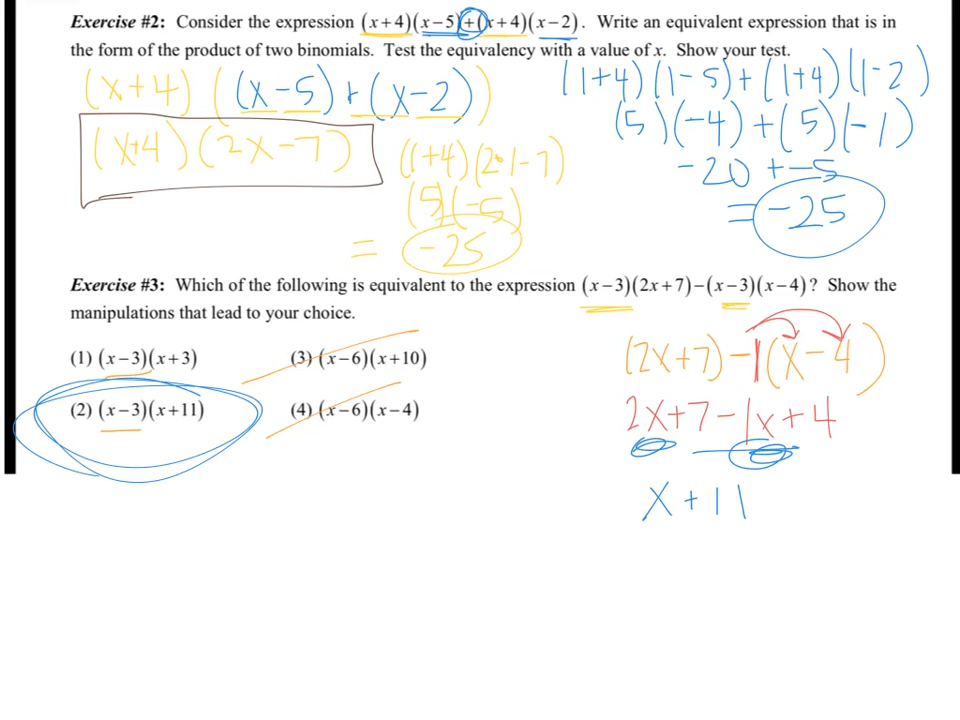 Exercise #2: Consider the expression (x+4)(x−5)+(x+4)(x−2). Write an equivalent expression that is in
the form of the product of two binomials. Test the equivalency with a value of x. Show your test.
(x+4)((x-5)+(x-2))
(x+4)(2x-7)
(1+4)(2•1-7)
(5)(-5)
= -25
(1+4)(1-5)+(1+4)(1-2)
(5)(-4)+(5)(-1)
-20 + -5
= -25
Exercise #3: Which of the following is equivalent to the expression (x−3)(2x+7)−(x−3)(x−4)? Show the
manipulations that lead to your choice.
(1) (x−3)(x+3)
(3) (x−6)(x+10)
(2) (x−3)(x+11)
(4) (x−6)(x−4)
(2x+7)-1(x-4)
2x+7-1x+4
x+11